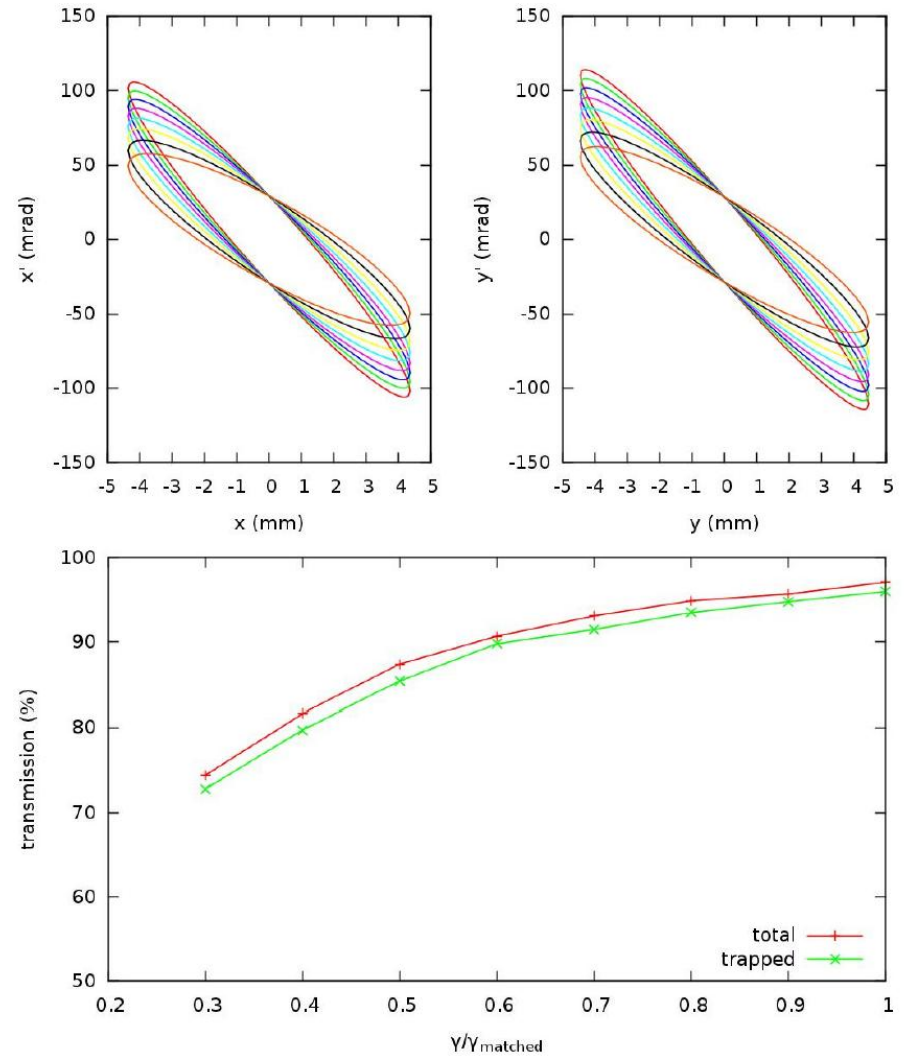 150
100
50
0
-50
-100
-150
x' (mrad)
-5 -4 -3 -2 -1 0 1 2 3 4 5
x (mm)
150
100
50
0
-50
-100
-150
y' (mrad)
-5 -4 -3 -2 -1 0 1 2 3 4 5
y (mm)
100
90
80
70
60
50
transmission (%)
total
trapped
0.2 0.3 0.4 0.5 0.6 0.7 0.8 0.9 1
γ/γmatched